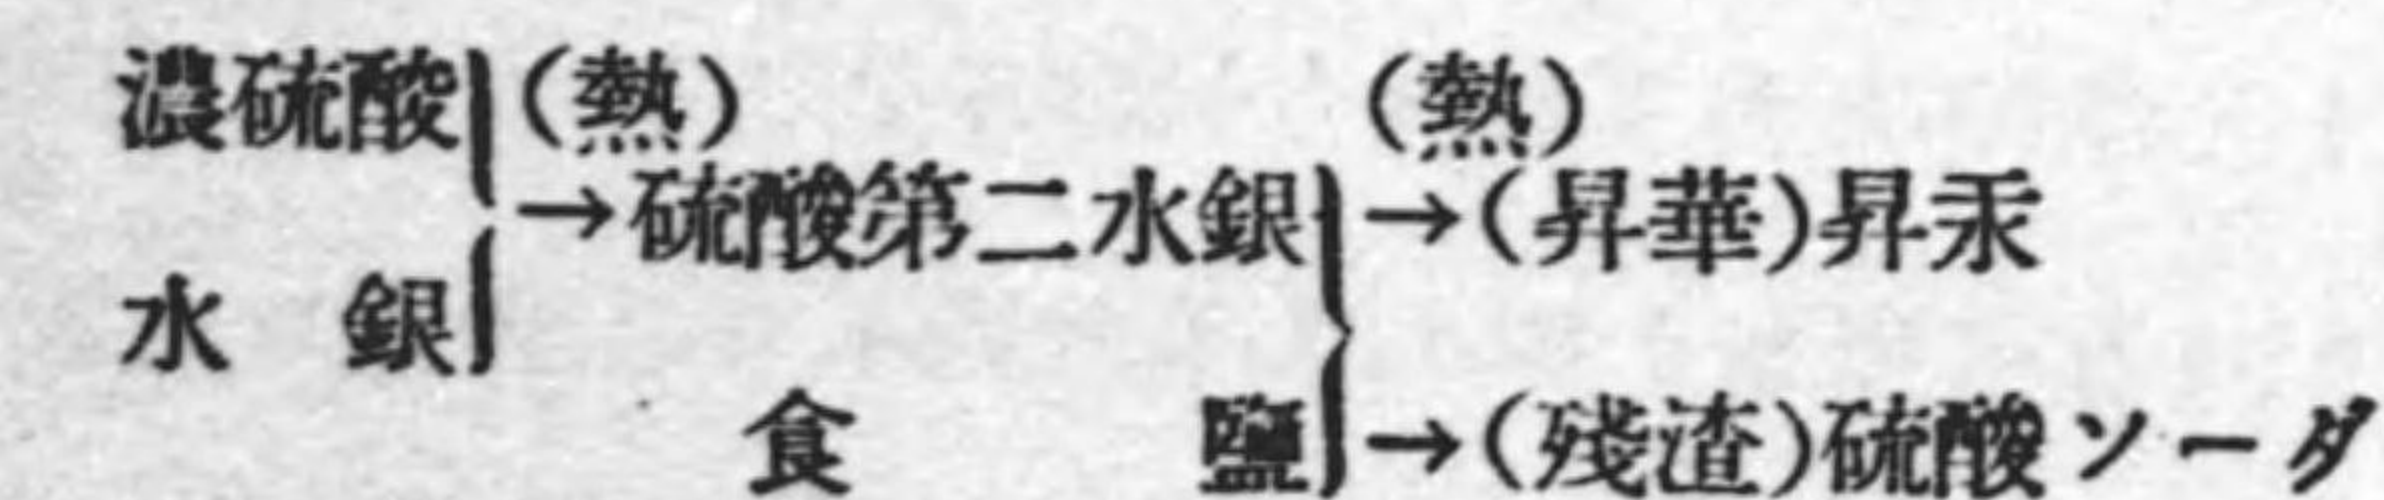 濃硫酸 (熱) (熱)
→硫酸第二水銀 →(昇華)昇汞
水銀
食鹽 →(殘渣)硫酸ソーダ